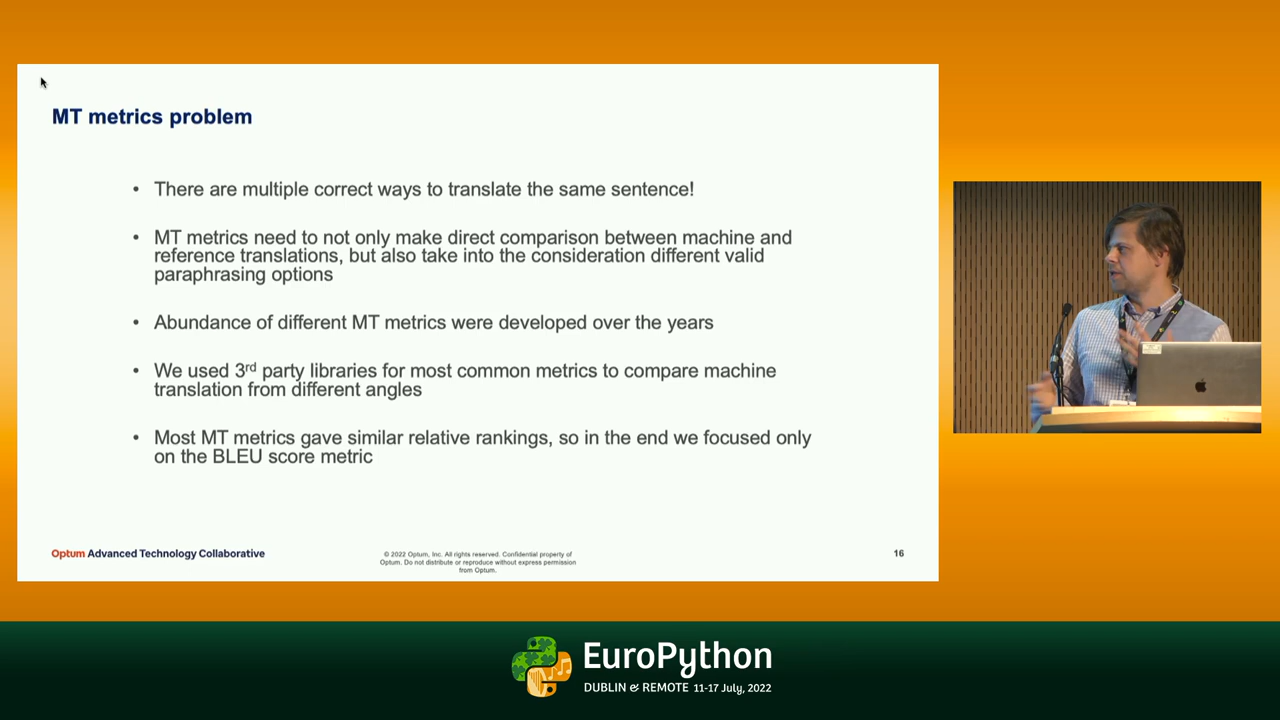 MT metrics problem
• There are multiple correct ways to translate the same sentence!
• MT metrics need to not only make direct comparison between machine and
reference translations, but also take into the consideration different valid
paraphrasing options
• Abundance of different MT metrics were developed over the years
• We used 3rd party libraries for most common metrics to compare machine
translation from different angles
• Most MT metrics gave similar relative rankings, so in the end we focused only
on the BLEU score metric
Optum Advanced Technology Collaborative
© 2022 Optum, Inc. All rights reserved. Confidential property of
Optum. Do not distribute or reproduce without express permission
from Optum.
16
EuroPython
DUBLIN & REMOTE 11-17 July, 2022